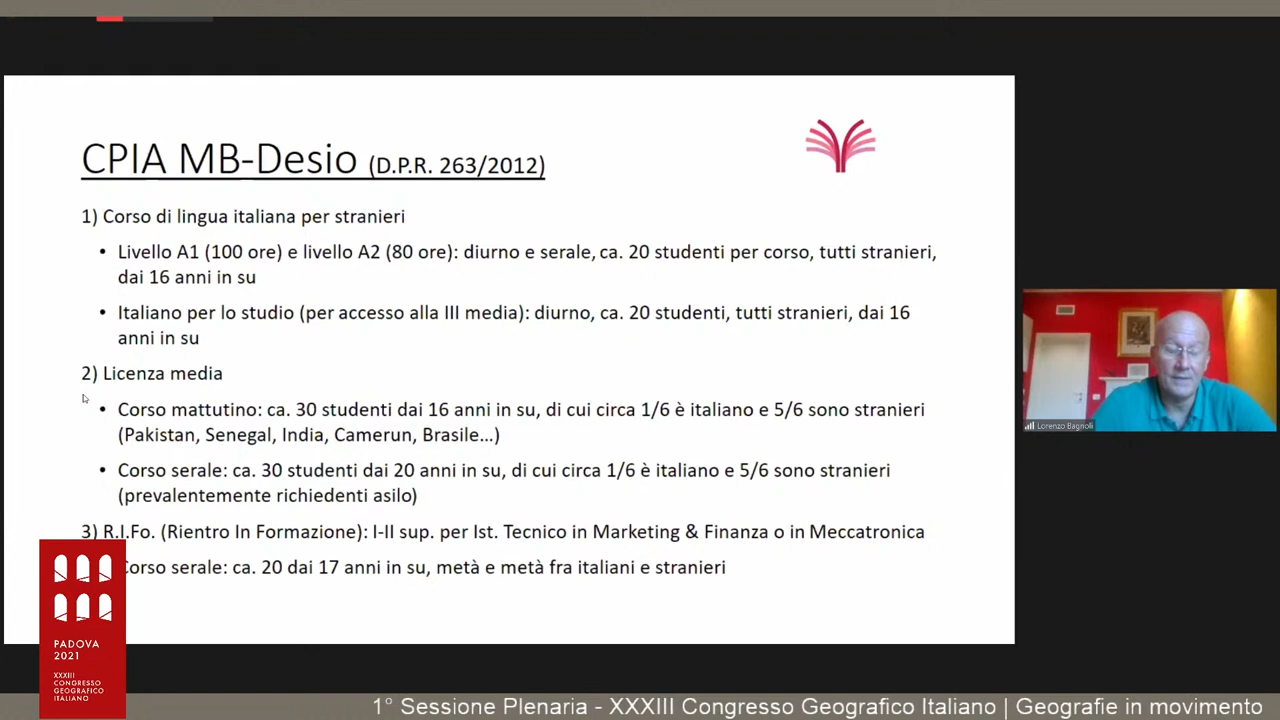 CPIA MB-Desio (D.P.R. 263/2012)
1) Corso di lingua italiana per stranieri
• Livello A1 (100 ore) e livello A2 (80 ore): diurno e serale, ca. 20 studenti per corso, tutti stranieri,
dai 16 anni in su
• Italiano per lo studio (per accesso alla III media): diurno, ca. 20 studenti, tutti stranieri, dai 16
anni in su
2) Licenza media
• Corso mattutino: ca. 30 studenti dai 16 anni in su, di cui circa 1/6 è italiano e 5/6 sono stranieri
(Pakistan, Senegal, India, Camerun, Brasile…)
• Corso serale: ca. 30 studenti dai 20 anni in su, di cui circa 1/6 è italiano e 5/6 sono stranieri
(prevalentemente richiedenti asilo)
3) R.I.Fo. (Rientro In Formazione): I-II sup. per Ist. Tecnico in Marketing & Finanza o in Meccatronica
Corso serale: ca. 20 dai 17 anni in su, metà e metà fra italiani e stranieri
Lorenzo Bagnoli
PADOVA
2021
XXXIII
CONGRESSO
GEOGRAFICO
ITALIANO
1° Sessione Plenaria - XXXIII Congresso Geografico Italiano | Geografie in movimento